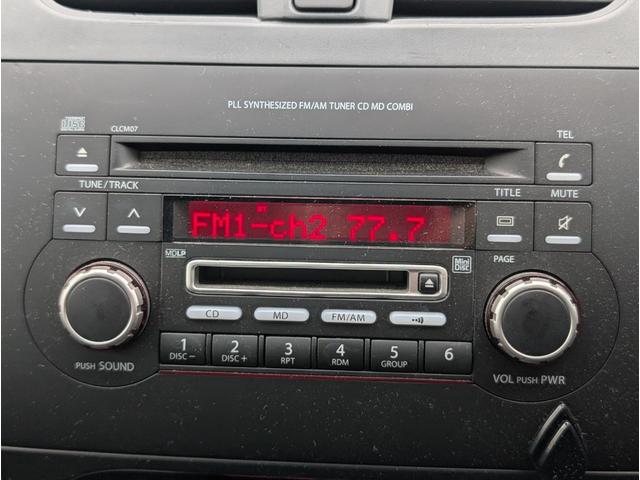 PLL SYNTHESIZED FM/AM TUNER CD MD COMBI
CLCM07
TEL
TUNE/TRACK
TITLE
MUTE
FM1-ch2 77.7
MDLP
Mini
Disc
PAGE
CD
MD
FM/AM
1 2 3 4 5 6
DISC− DISC+ RPT RDM GROUP
PUSH SOUND
VOL PUSH PWR